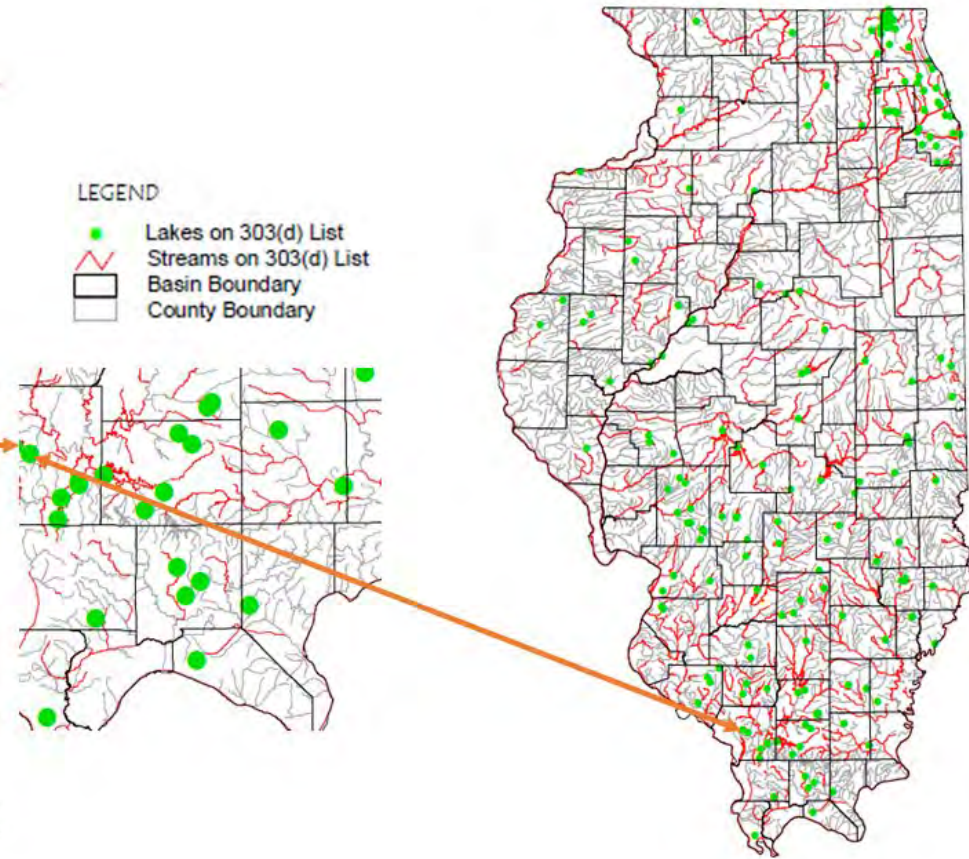 LEGEND
Lakes on 303(d) List
Streams on 303(d) List
Basin Boundary
County Boundary